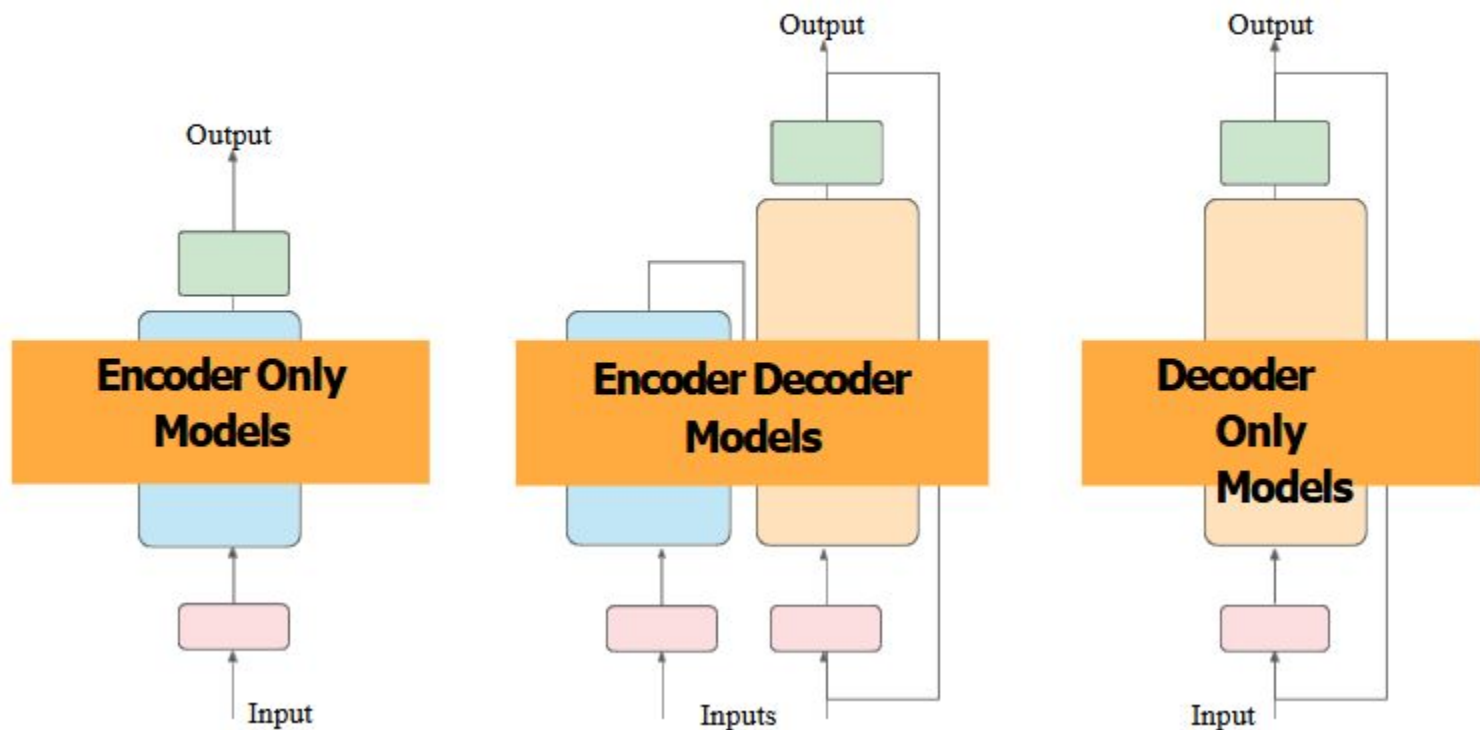 Output
Encoder Only
Models
Input
Output
Encoder Decoder
Models
Inputs
Output
Decoder
Only
Models
Input